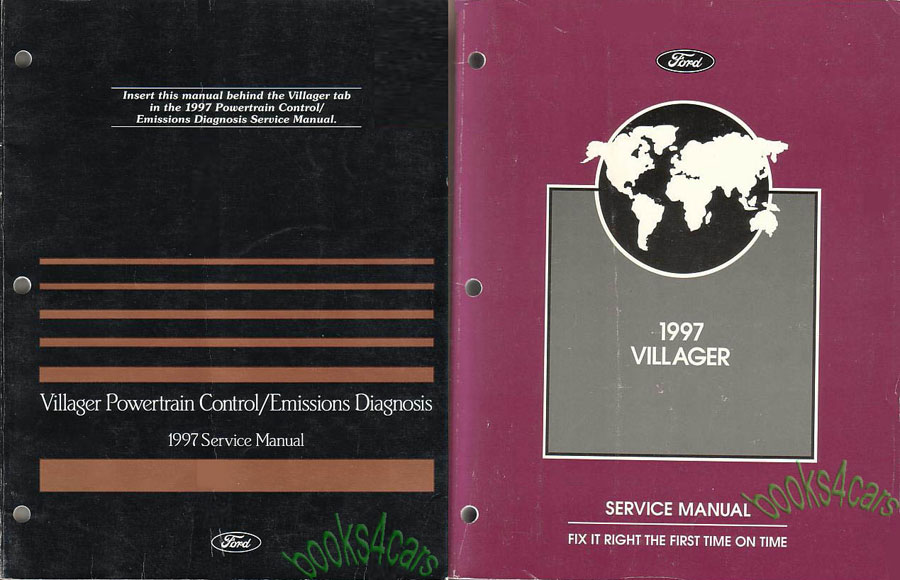 Insert this manual behind the Villager tab
in the 1997 Powertrain Control/
Emissions Diagnosis Service Manual.
Villager Powertrain Control/Emissions Diagnosis
1997 Service Manual
Ford
books4cars
Ford
1997
VILLAGER
SERVICE MANUAL
FIX IT RIGHT THE FIRST TIME ON TIME
books4cars